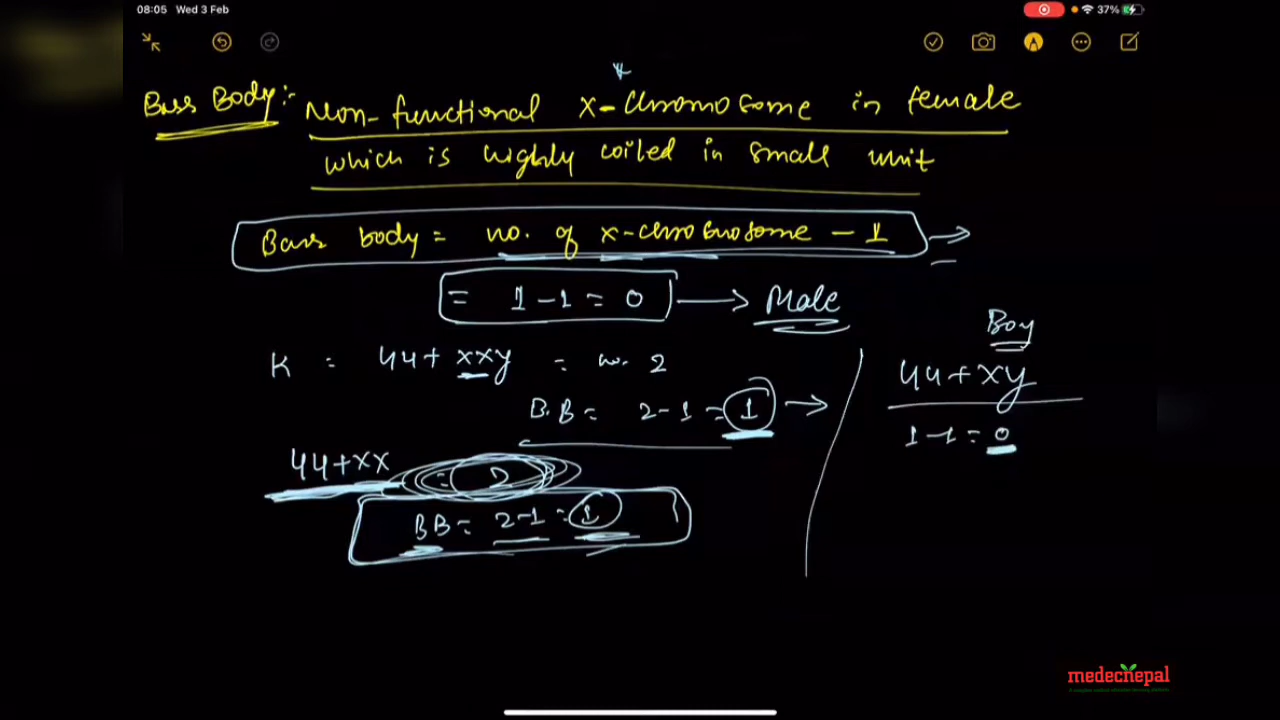 08:05 Wed 3 Feb
37%
Barr Body:- Non-functional x-chromosome in female
which is highly coiled in small unit
Barr body = no. of x-chromosome - 1
= 1-1 = 0 → Male
Boy
K = 44+xxy = no. 2
44+xy
B.B = 2-1 = 1 →
1-1 = 0
44+xx = 2
BB = 2-1 = 1
medecnepal